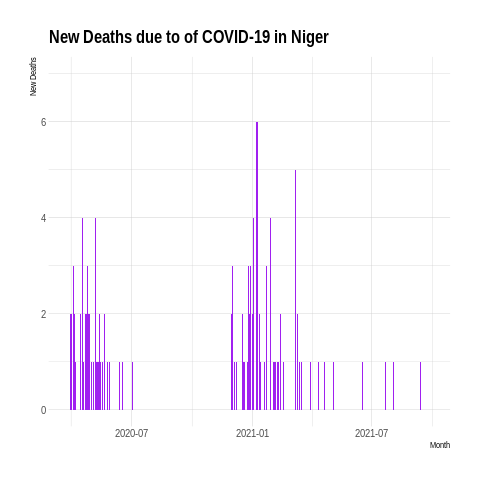 New Deaths due to of COVID-19 in Niger
New Deaths
6
4
2
0
2020-07
2021-01
2021-07
Month